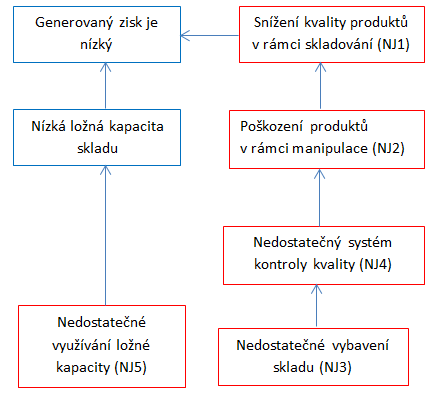 Generovaný zisk je
nízký
Snížení kvality produktů
v rámci skladování (NJ1)
Nízká ložná kapacita
skladu
Poškození produktů
v rámci manipulace (NJ2)
Nedostatečný systém
kontroly kvality (NJ4)
Nedostatečné
využívání ložné
kapacity (NJ5)
Nedostatečné vybavení
skladu (NJ3)